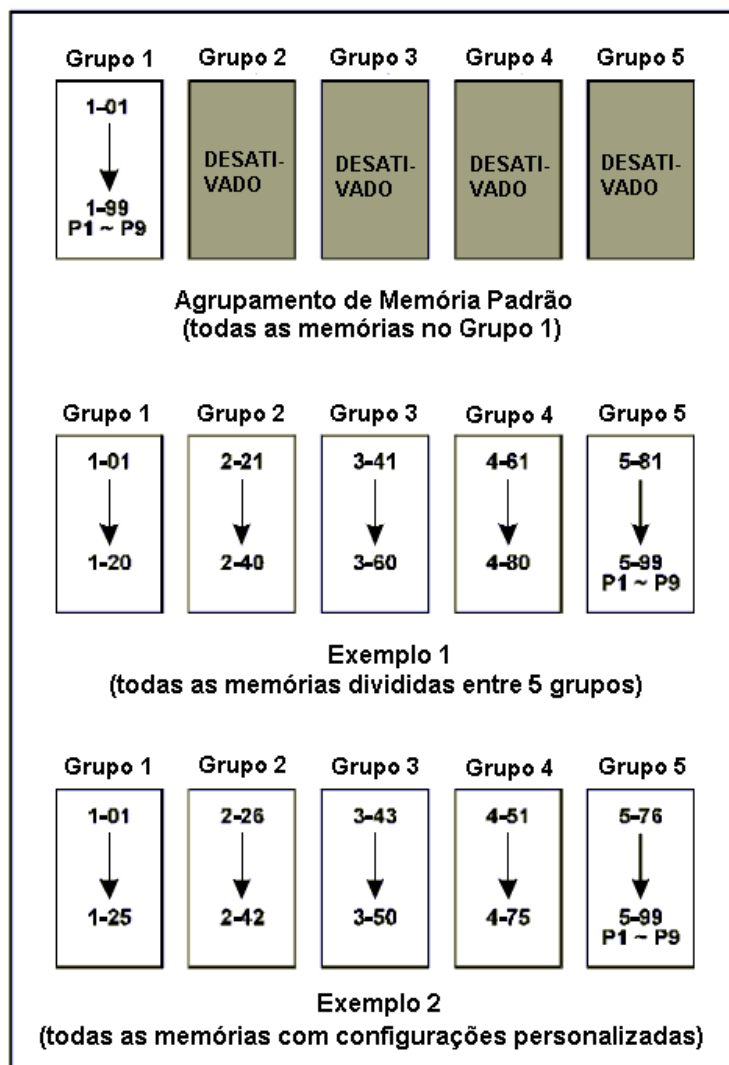 Grupo 1 Grupo 2 Grupo 3 Grupo 4 Grupo 5
1-01
1-99
P1 ~ P9
DESATI-
VADO
DESATI-
VADO
DESATI-
VADO
DESATI-
VADO
Agrupamento de Memória Padrão
(todas as memórias no Grupo 1)
Grupo 1 Grupo 2 Grupo 3 Grupo 4 Grupo 5
1-01 2-21 3-41 4-61 5-81
1-20 2-40 3-60 4-80 5-99
P1 ~ P9
Exemplo 1
(todas as memórias divididas entre 5 grupos)
Grupo 1 Grupo 2 Grupo 3 Grupo 4 Grupo 5
1-01 2-26 3-43 4-51 5-76
1-25 2-42 3-50 4-75 5-99
P1 ~ P9
Exemplo 2
(todas as memórias com configurações personalizadas)